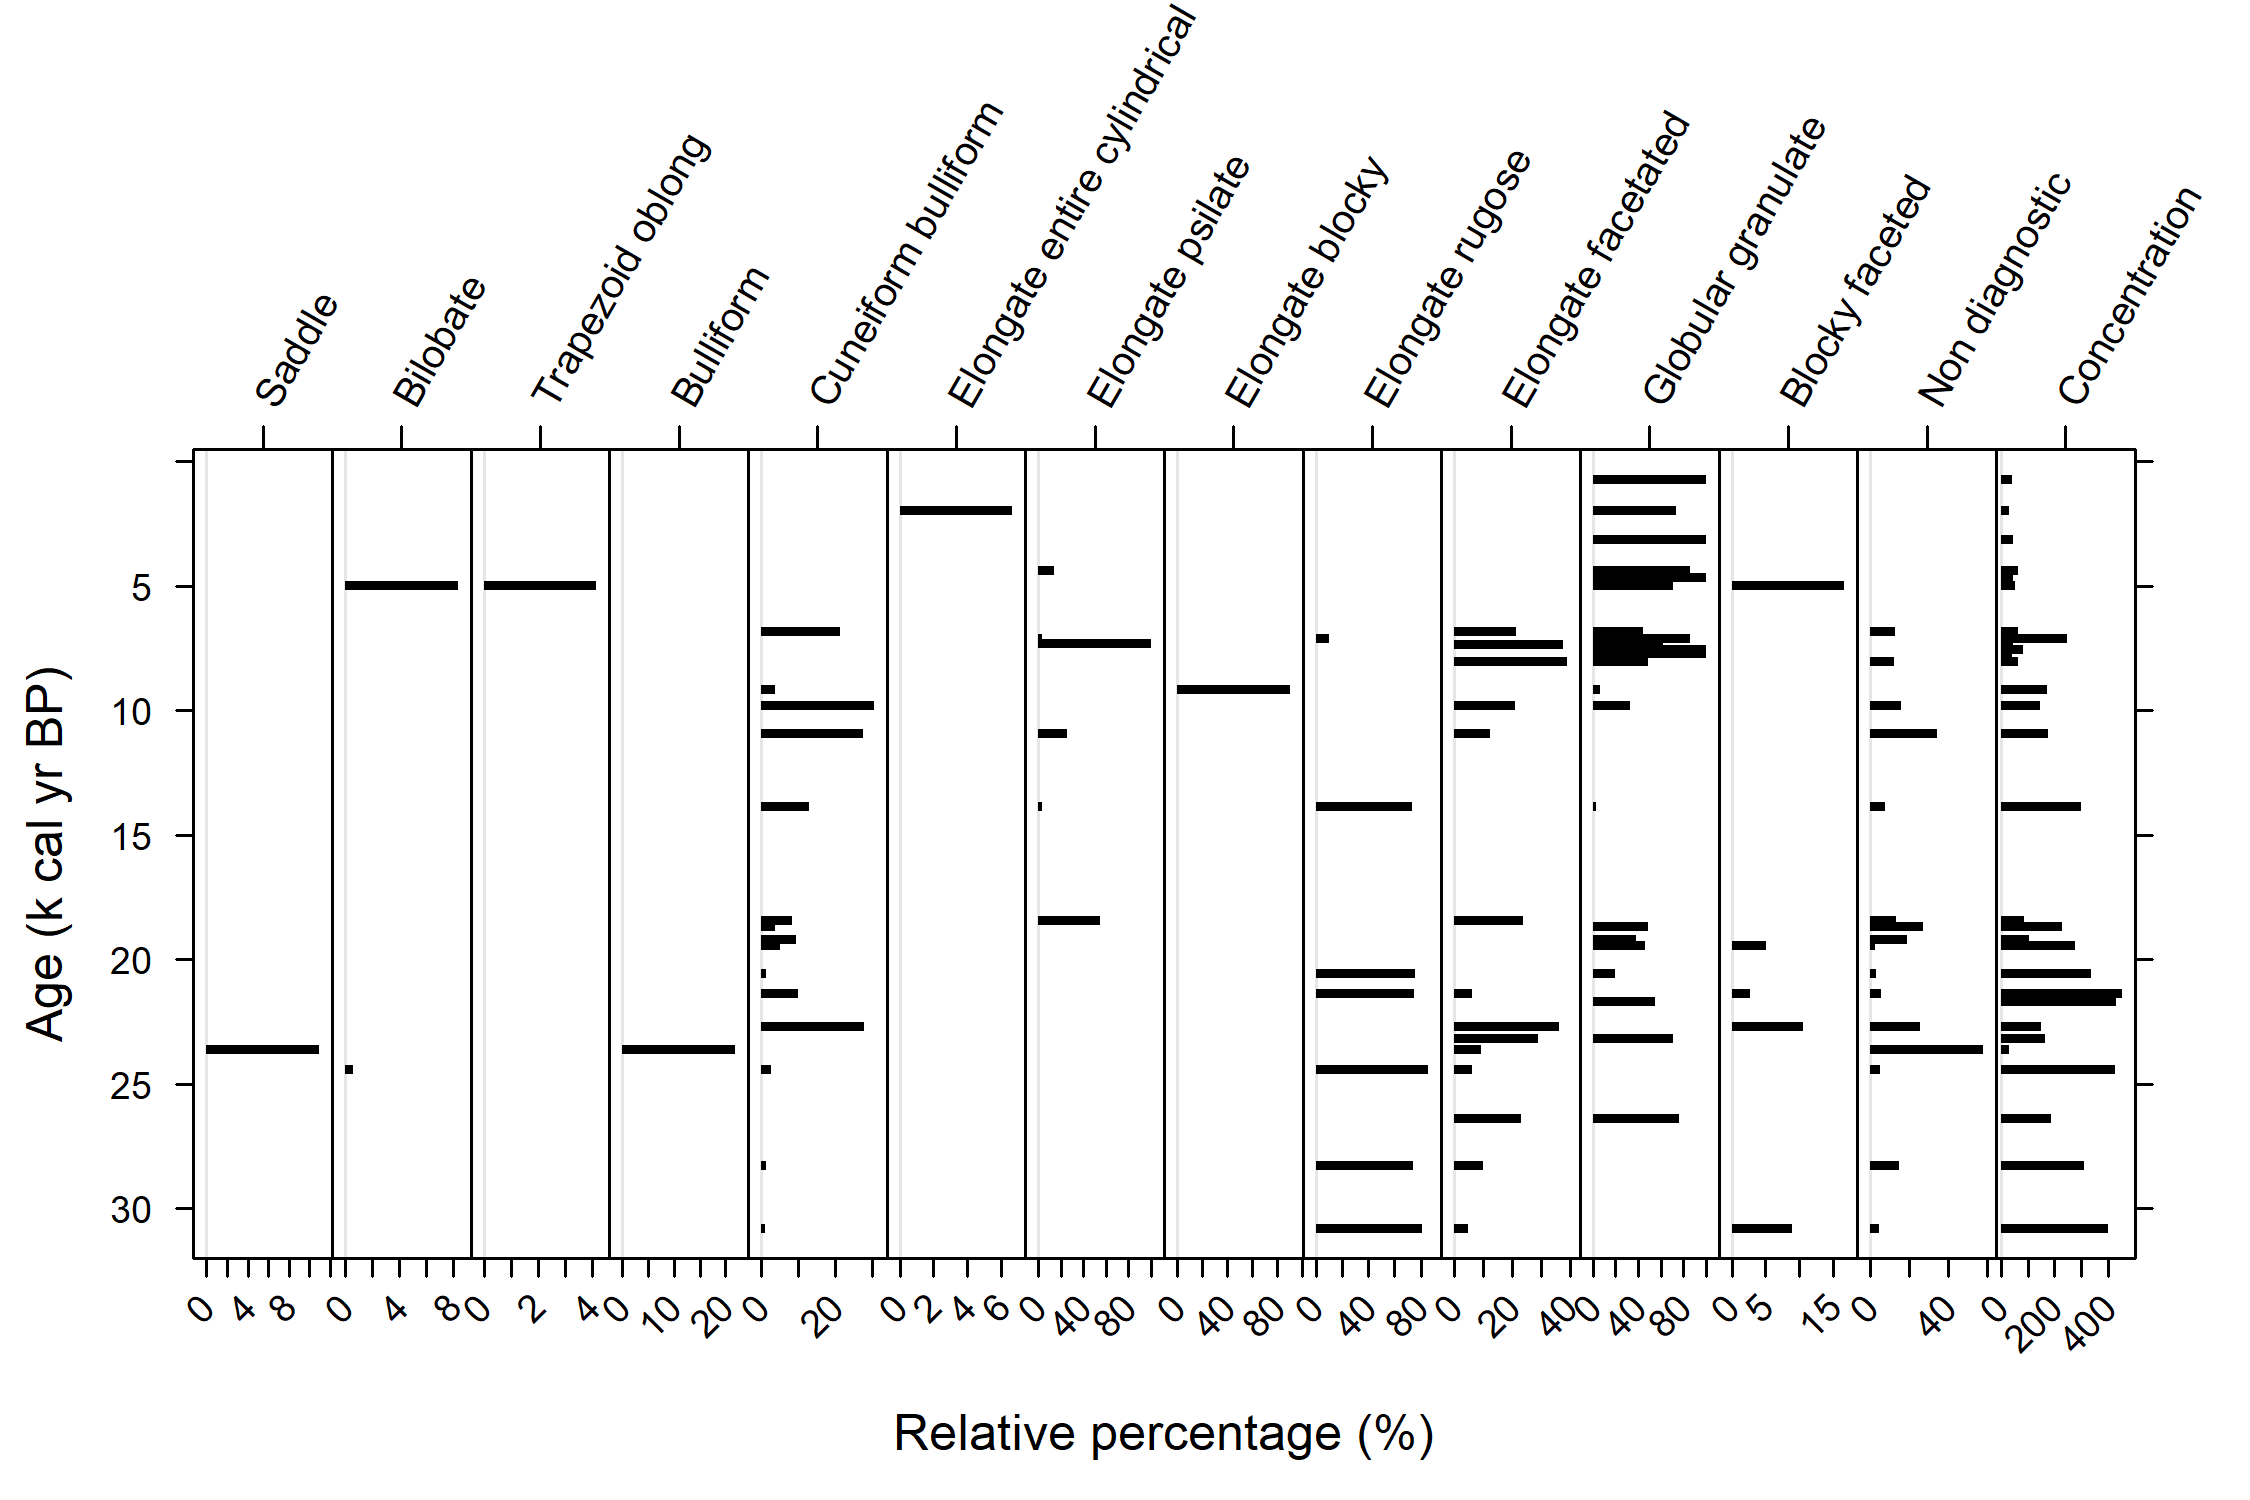 Saddle
Bilobate
Trapezoid oblong
Bulliform
Cuneiform bulliform
Elongate entire cylindrical
Elongate psilate
Elongate blocky
Elongate rugose
Elongate facetated
Globular granulate
Blocky faceted
Non diagnostic
Concentration
Age (k cal yr BP)
5
10
15
20
25
30
0 4 8 0 4 8 0 2 4 0 10 20 0 20 0 2 4 6 0 40 80 0 40 80 0 40 80 0 20 40 0 40 80 0 5 15 0 40 0 200 400
Relative percentage (%)